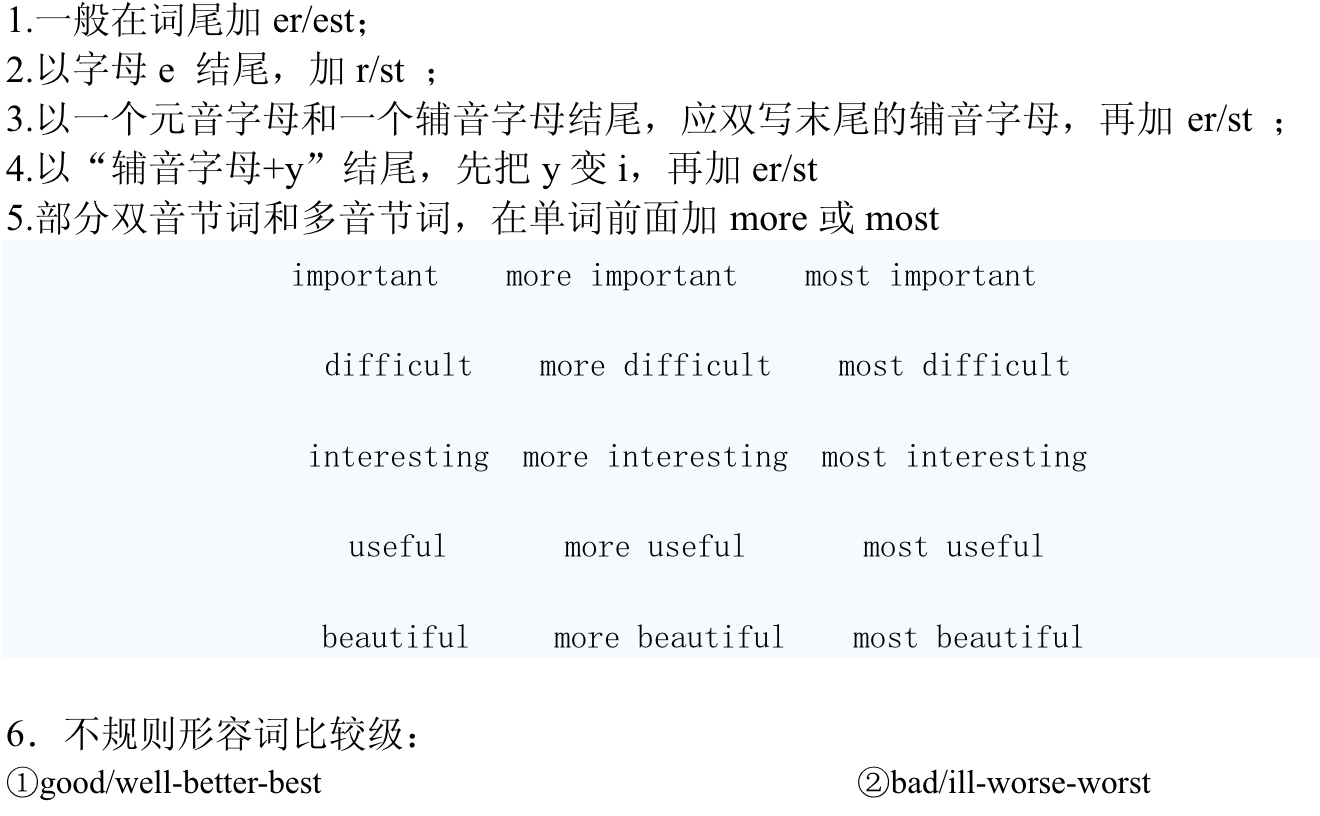 1.一般在词尾加 er/est；
2.以字母 e 结尾，加 r/st ；
3.以一个元音字母和一个辅音字母结尾，应双写末尾的辅音字母，再加 er/st ；
4.以“辅音字母+y”结尾，先把 y 变 i，再加 er/st
5.部分双音节词和多音节词，在单词前面加 more 或 most
important more important most important
difficult more difficult most difficult
interesting more interesting most interesting
useful more useful most useful
beautiful more beautiful most beautiful
6．不规则形容词比较级：
①good/well-better-best ②bad/ill-worse-worst